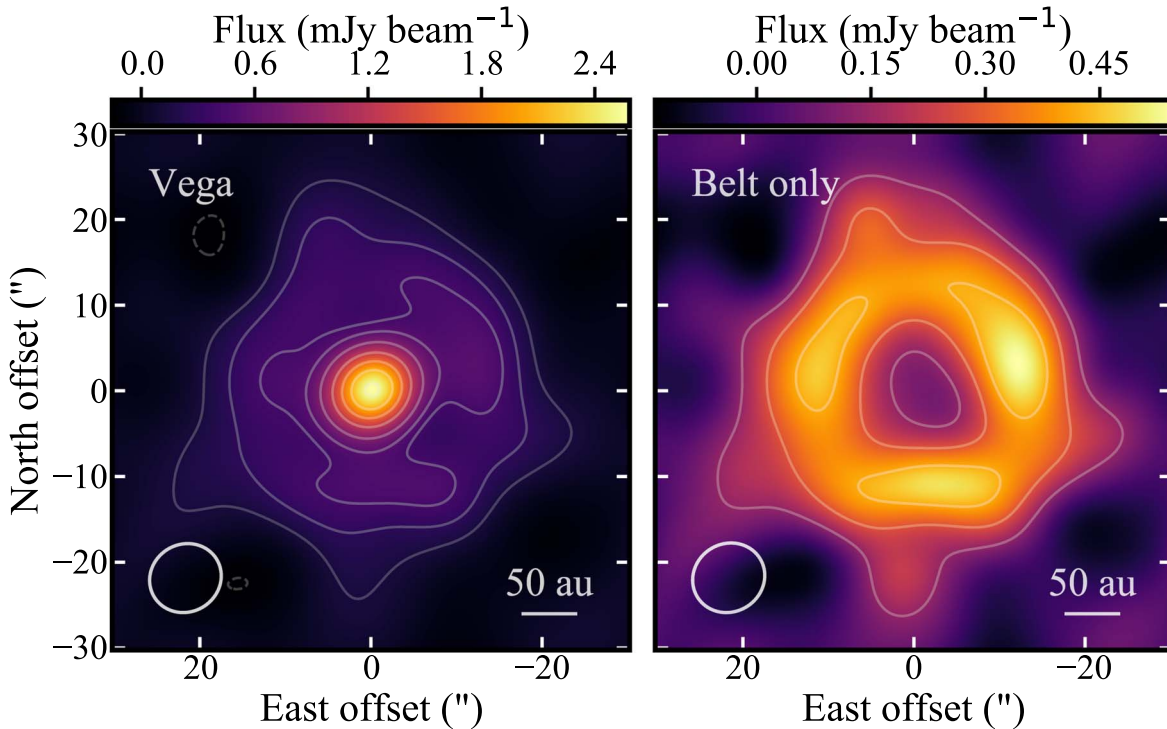 Flux (mJy beam⁻¹)
0.0 0.6 1.2 1.8 2.4
Vega
30
20
10
0
−10
−20
−30
North offset (")
50 au
20 0 −20
East offset (")
Flux (mJy beam⁻¹)
0.00 0.15 0.30 0.45
Belt only
50 au
20 0 −20
East offset (")